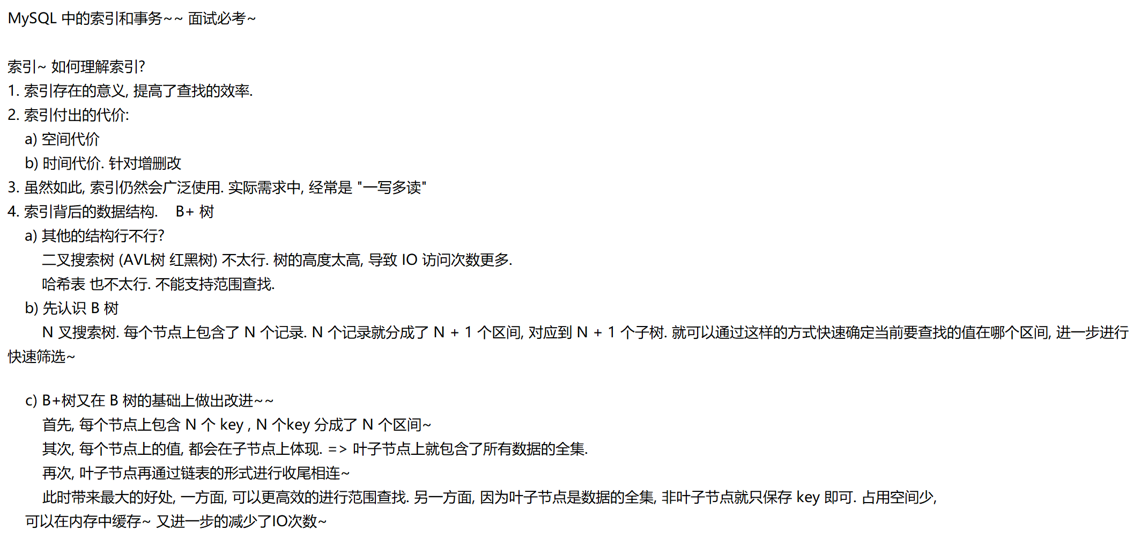 MySQL 中的索引和事务~~ 面试必考~
索引~ 如何理解索引?
1. 索引存在的意义, 提高了查找的效率.
2. 索引付出的代价:
a) 空间代价
b) 时间代价. 针对增删改
3. 虽然如此, 索引仍然会广泛使用. 实际需求中, 经常是 "一写多读"
4. 索引背后的数据结构. B+ 树
a) 其他的结构行不行?
二叉搜索树 (AVL树 红黑树) 不太行. 树的高度太高, 导致 IO 访问次数更多.
哈希表 也不太行. 不能支持范围查找.
b) 先认识 B 树
N 叉搜索树. 每个节点上包含了 N 个记录. N 个记录就分成了 N + 1 个区间, 对应到 N + 1 个子树. 就可以通过这样的方式快速确定当前要查找的值在哪个区间, 进一步进行
快速筛选~
c) B+树又在 B 树的基础上做出改进~~
首先, 每个节点上包含 N 个 key , N 个key 分成了 N 个区间~
其次, 每个节点上的值, 都会在子节点上体现. => 叶子节点上就包含了所有数据的全集.
再次, 叶子节点再通过链表的形式进行收尾相连~
此时带来最大的好处, 一方面, 可以更高效的进行范围查找. 另一方面, 因为叶子节点是数据的全集, 非叶子节点就只保存 key 即可. 占用空间少,
可以在内存中缓存~ 又进一步的减少了IO次数~